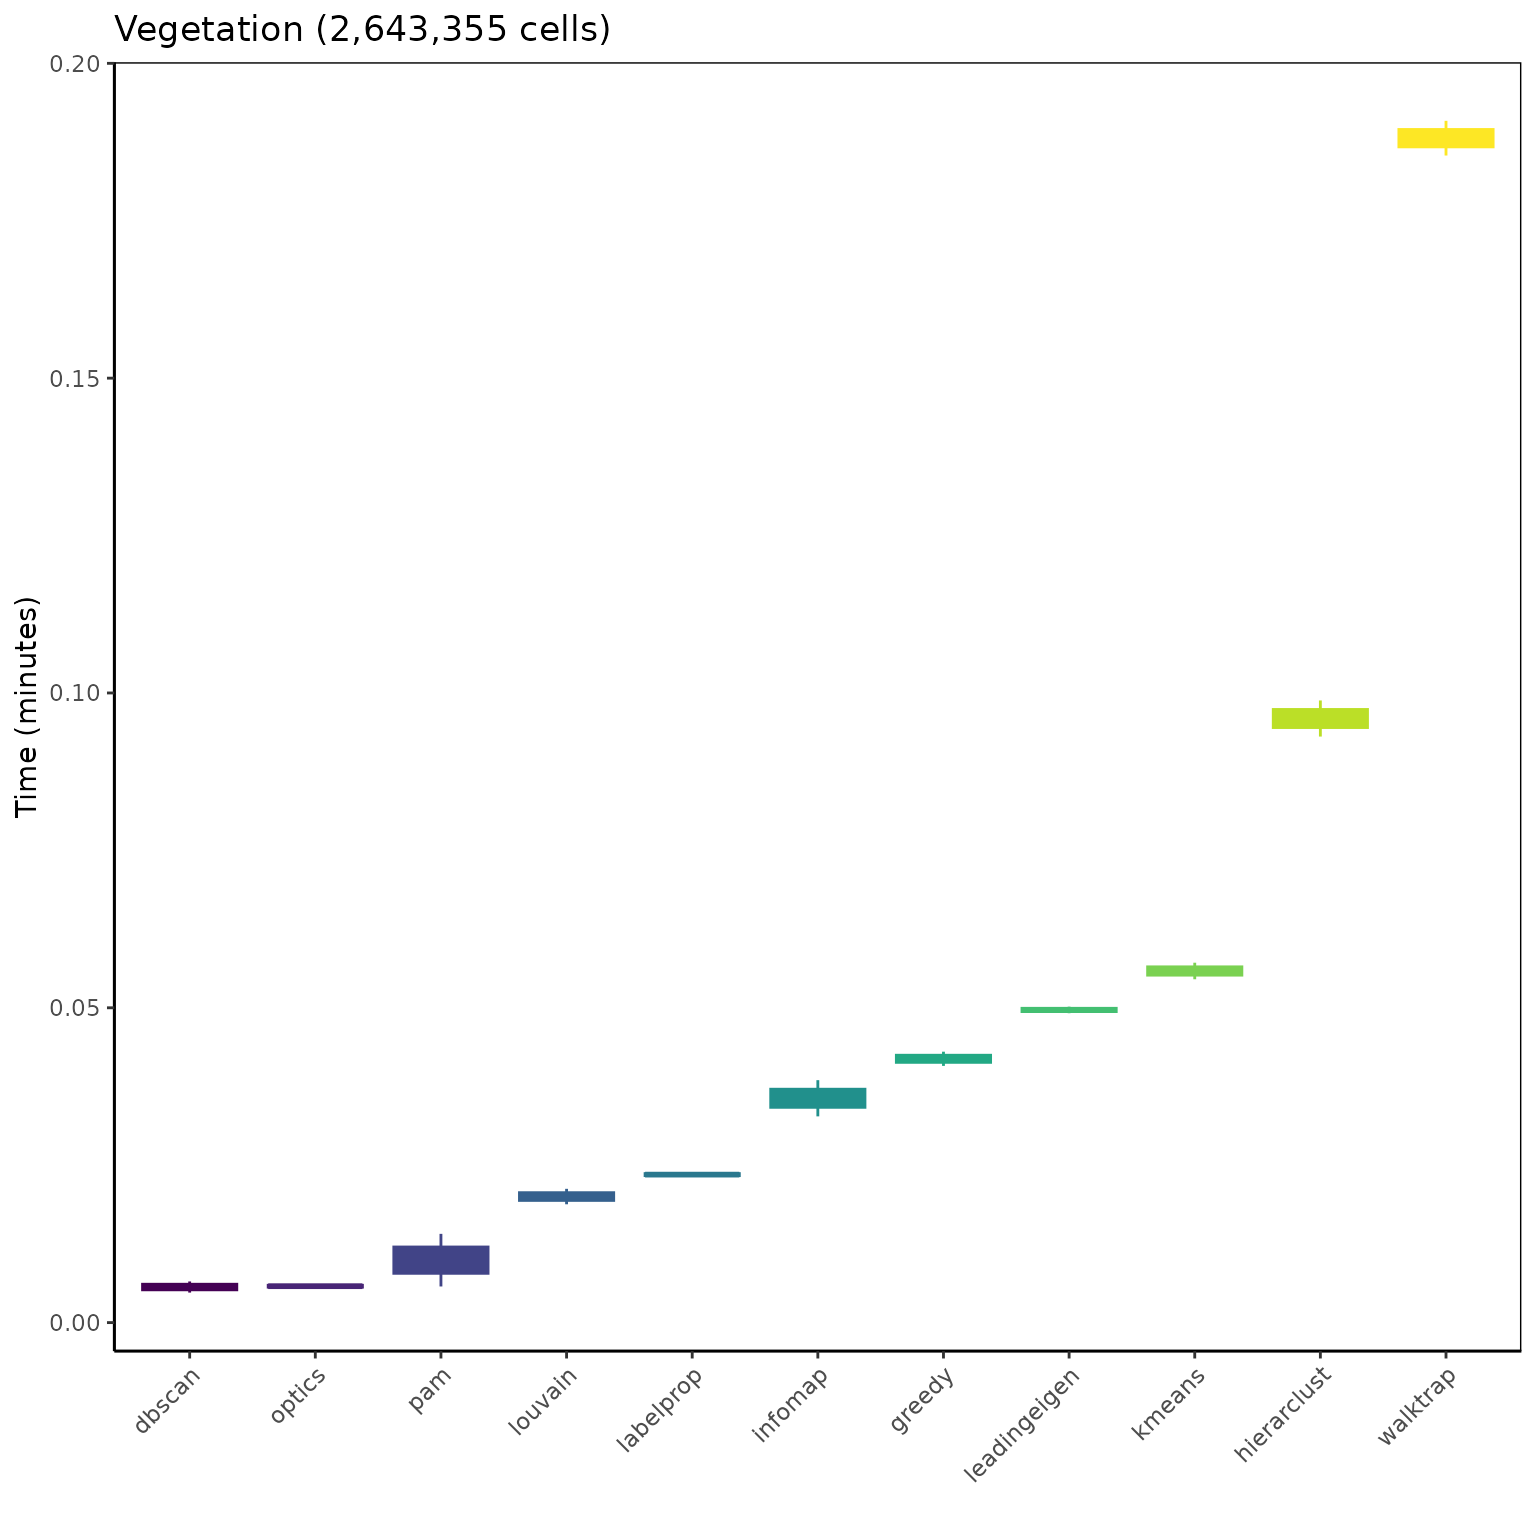 Vegetation (2,643,355 cells)
Time (minutes)
0.20
0.15
0.10
0.05
0.00
dbscan
optics
pam
louvain
labelprop
infomap
greedy
leadingeigen
kmeans
hierarclust
walktrap